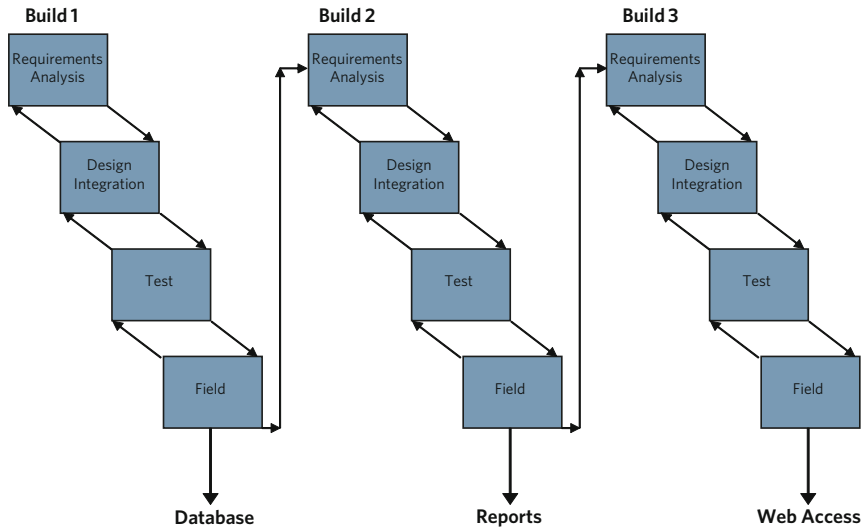 Build 1
Requirements
Analysis
Design
Integration
Test
Field
Database
Build 2
Requirements
Analysis
Design
Integration
Test
Field
Reports
Build 3
Requirements
Analysis
Design
Integration
Test
Field
Web Access